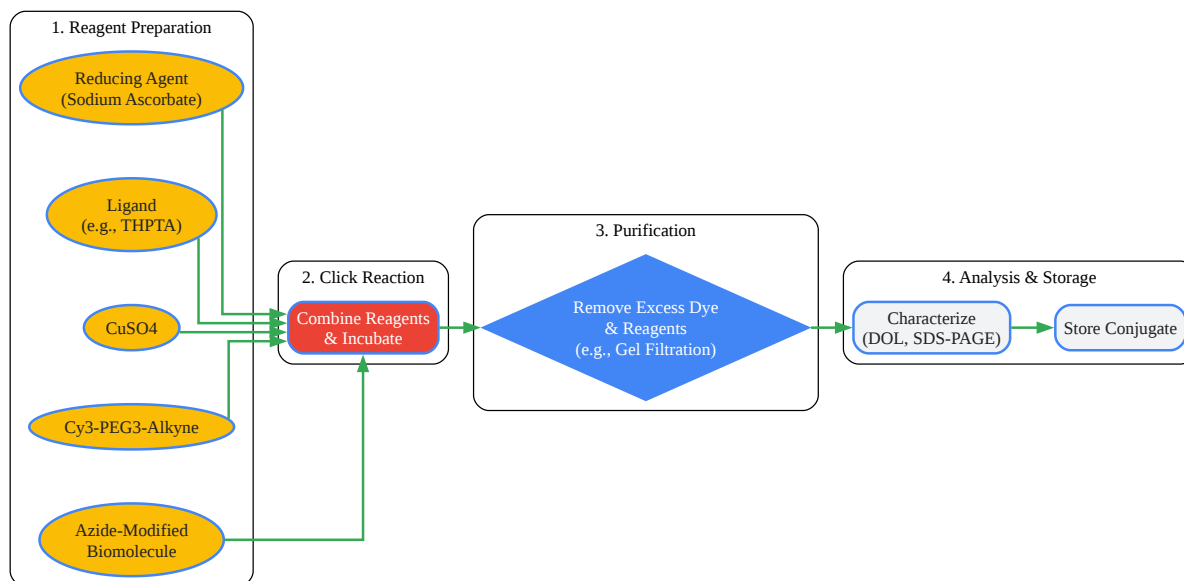 1. Reagent Preparation
Reducing Agent
(Sodium Ascorbate)
Ligand
(e.g., THPTA)
CuSO4
Cy3-PEG3-Alkyne
Azide-Modified
Biomolecule
2. Click Reaction
Combine Reagents
& Incubate
3. Purification
Remove Excess Dye
& Reagents
(e.g., Gel Filtration)
4. Analysis & Storage
Characterize
(DOL, SDS-PAGE)
Store Conjugate